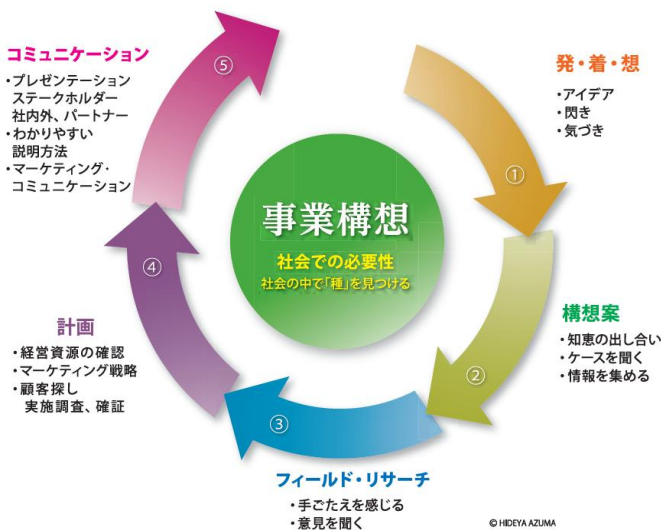 事業構想
社会での必要性
社会の中で「種」を見つける
①
発・着・想
・アイデア
・閃き
・気づき
②
構想案
・知恵の出し合い
・ケースを聞く
・情報を集める
③
フィールド・リサーチ
・手ごたえを感じる
・意見を聞く
④
計画
・経営資源の確認
・マーケティング戦略
・顧客探し
実施調査、確証
⑤
コミュニケーション
・プレゼンテーション
ステークホルダー
社内外、パートナー
・わかりやすい
説明方法
・マーケティング・
コミュニケーション
© HIDEYA AZUMA